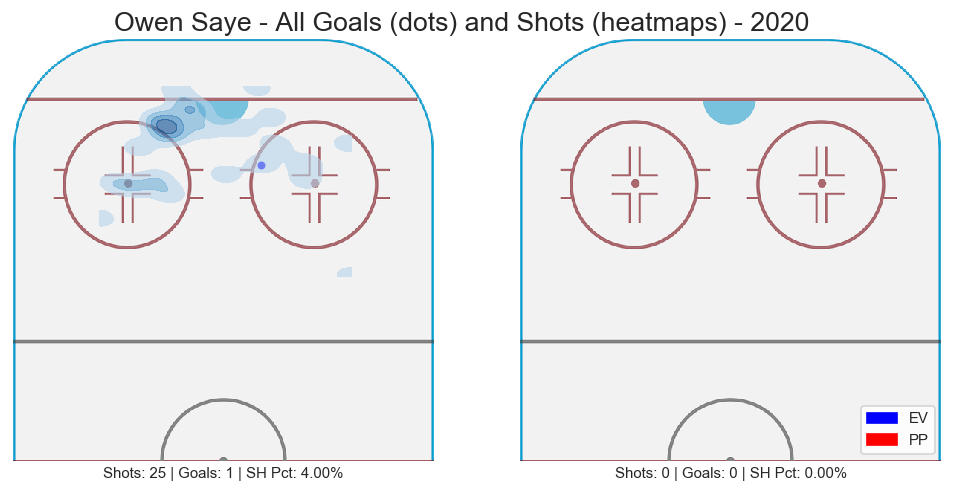 Owen Saye - All Goals (dots) and Shots (heatmaps) - 2020
EV
PP
Shots: 25 | Goals: 1 | SH Pct: 4.00%
Shots: 0 | Goals: 0 | SH Pct: 0.00%